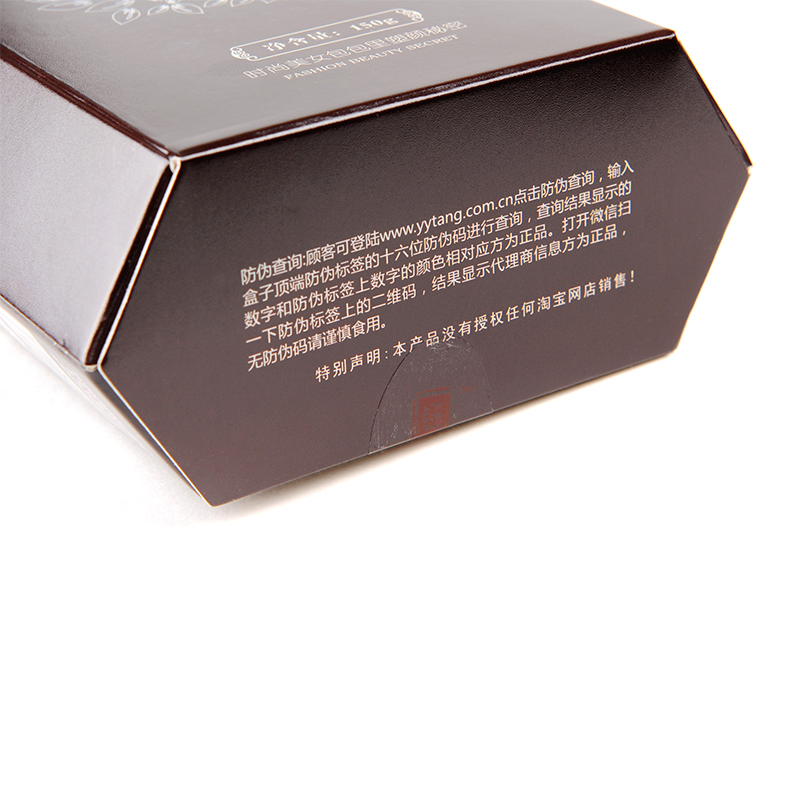 净含量：150g
时尚美女包包里塑颜秘密
FASHION BEAUTY SECRET
防伪查询:顾客可登陆www.yytang.com.cn点击防伪查询，输入
盒子顶端防伪标签的十六位防伪码进行查询，查询结果显示的
数字和防伪标签上数字的颜色相对应方为正品。打开微信扫
一下防伪标签上的二维码，结果显示代理商信息方为正品，
无防伪码请谨慎食用。
特别声明:本产品没有授权任何淘宝网店销售！